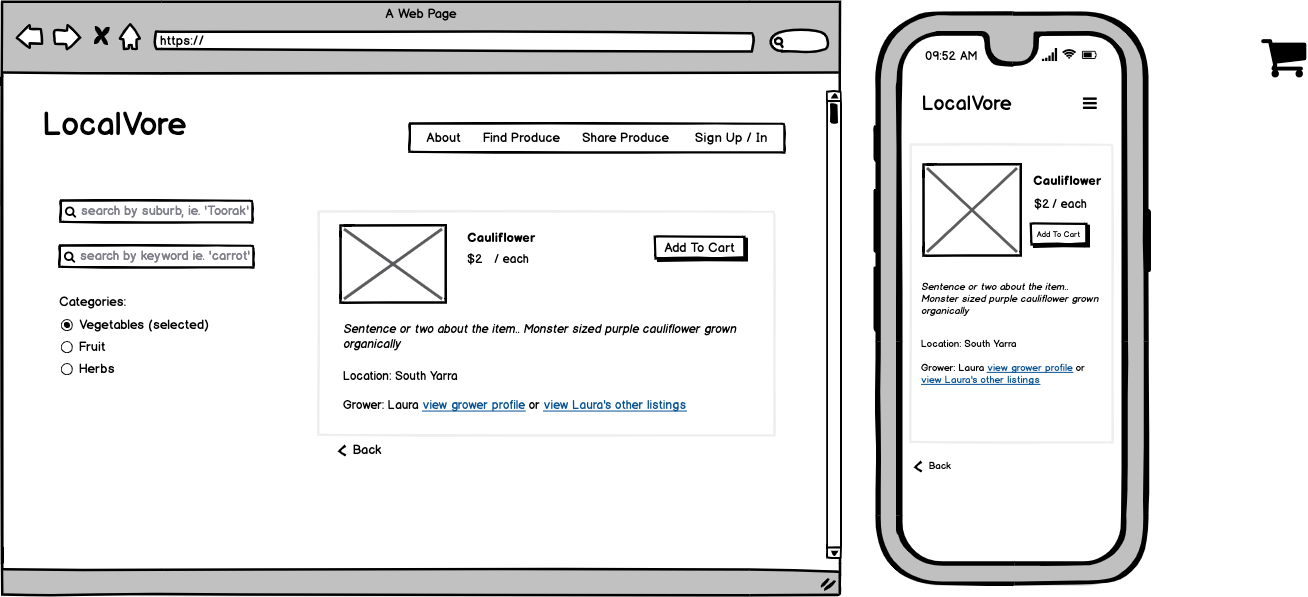 A Web Page
https://
LocalVore
About Find Produce Share Produce Sign Up / In
search by suburb, ie. 'Toorak'
search by keyword ie. 'carrot'
Categories:
Vegetables (selected)
Fruit
Herbs
Cauliflower
$2 / each
Add To Cart
Sentence or two about the item.. Monster sized purple cauliflower grown
organically
Location: South Yarra
Grower: Laura view grower profile or view Laura's other listings
Back
09:52 AM
LocalVore
Cauliflower
$2 / each
Add To Cart
Sentence or two about the item..
Monster sized purple cauliflower grown
organically
Location: South Yarra
Grower: Laura view grower profile or
view Laura's other listings
Back